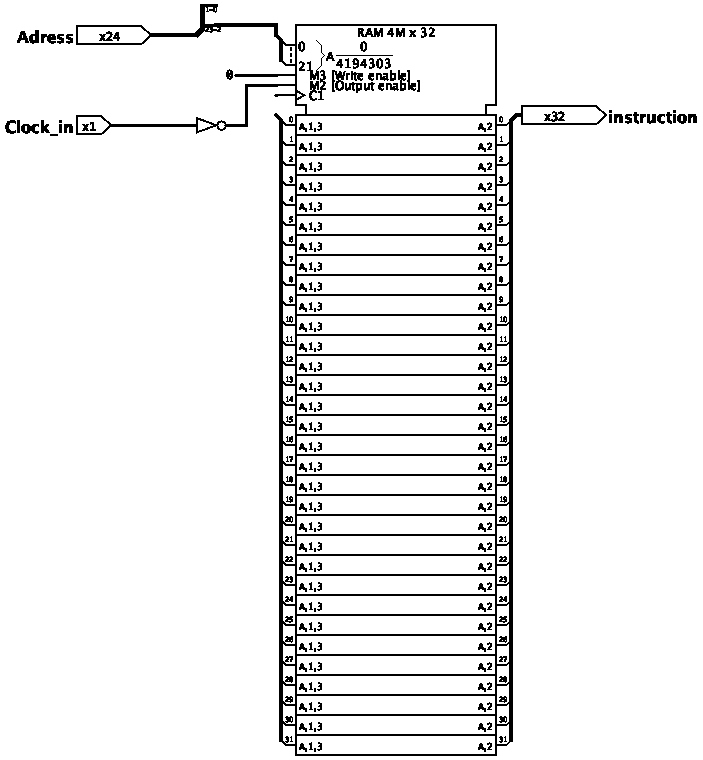 1-0
23-2
Adress
x24
RAM 4M x 32
0
21
A
0
4194303
0
M3 [Write enable]
M2 [Output enable]
C1
Clock_in
x1
x32
instruction
0 A,1,3 A,2 0
1 A,1,3 A,2 1
2 A,1,3 A,2 2
3 A,1,3 A,2 3
4 A,1,3 A,2 4
5 A,1,3 A,2 5
6 A,1,3 A,2 6
7 A,1,3 A,2 7
8 A,1,3 A,2 8
9 A,1,3 A,2 9
10 A,1,3 A,2 10
11 A,1,3 A,2 11
12 A,1,3 A,2 12
13 A,1,3 A,2 13
14 A,1,3 A,2 14
15 A,1,3 A,2 15
16 A,1,3 A,2 16
17 A,1,3 A,2 17
18 A,1,3 A,2 18
19 A,1,3 A,2 19
20 A,1,3 A,2 20
21 A,1,3 A,2 21
22 A,1,3 A,2 22
23 A,1,3 A,2 23
24 A,1,3 A,2 24
25 A,1,3 A,2 25
26 A,1,3 A,2 26
27 A,1,3 A,2 27
28 A,1,3 A,2 28
29 A,1,3 A,2 29
30 A,1,3 A,2 30
31 A,1,3 A,2 31